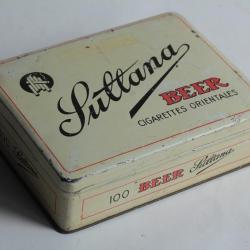 Sultana
BEER
CIGARETTES ORIENTALES
100 BEER Sultana